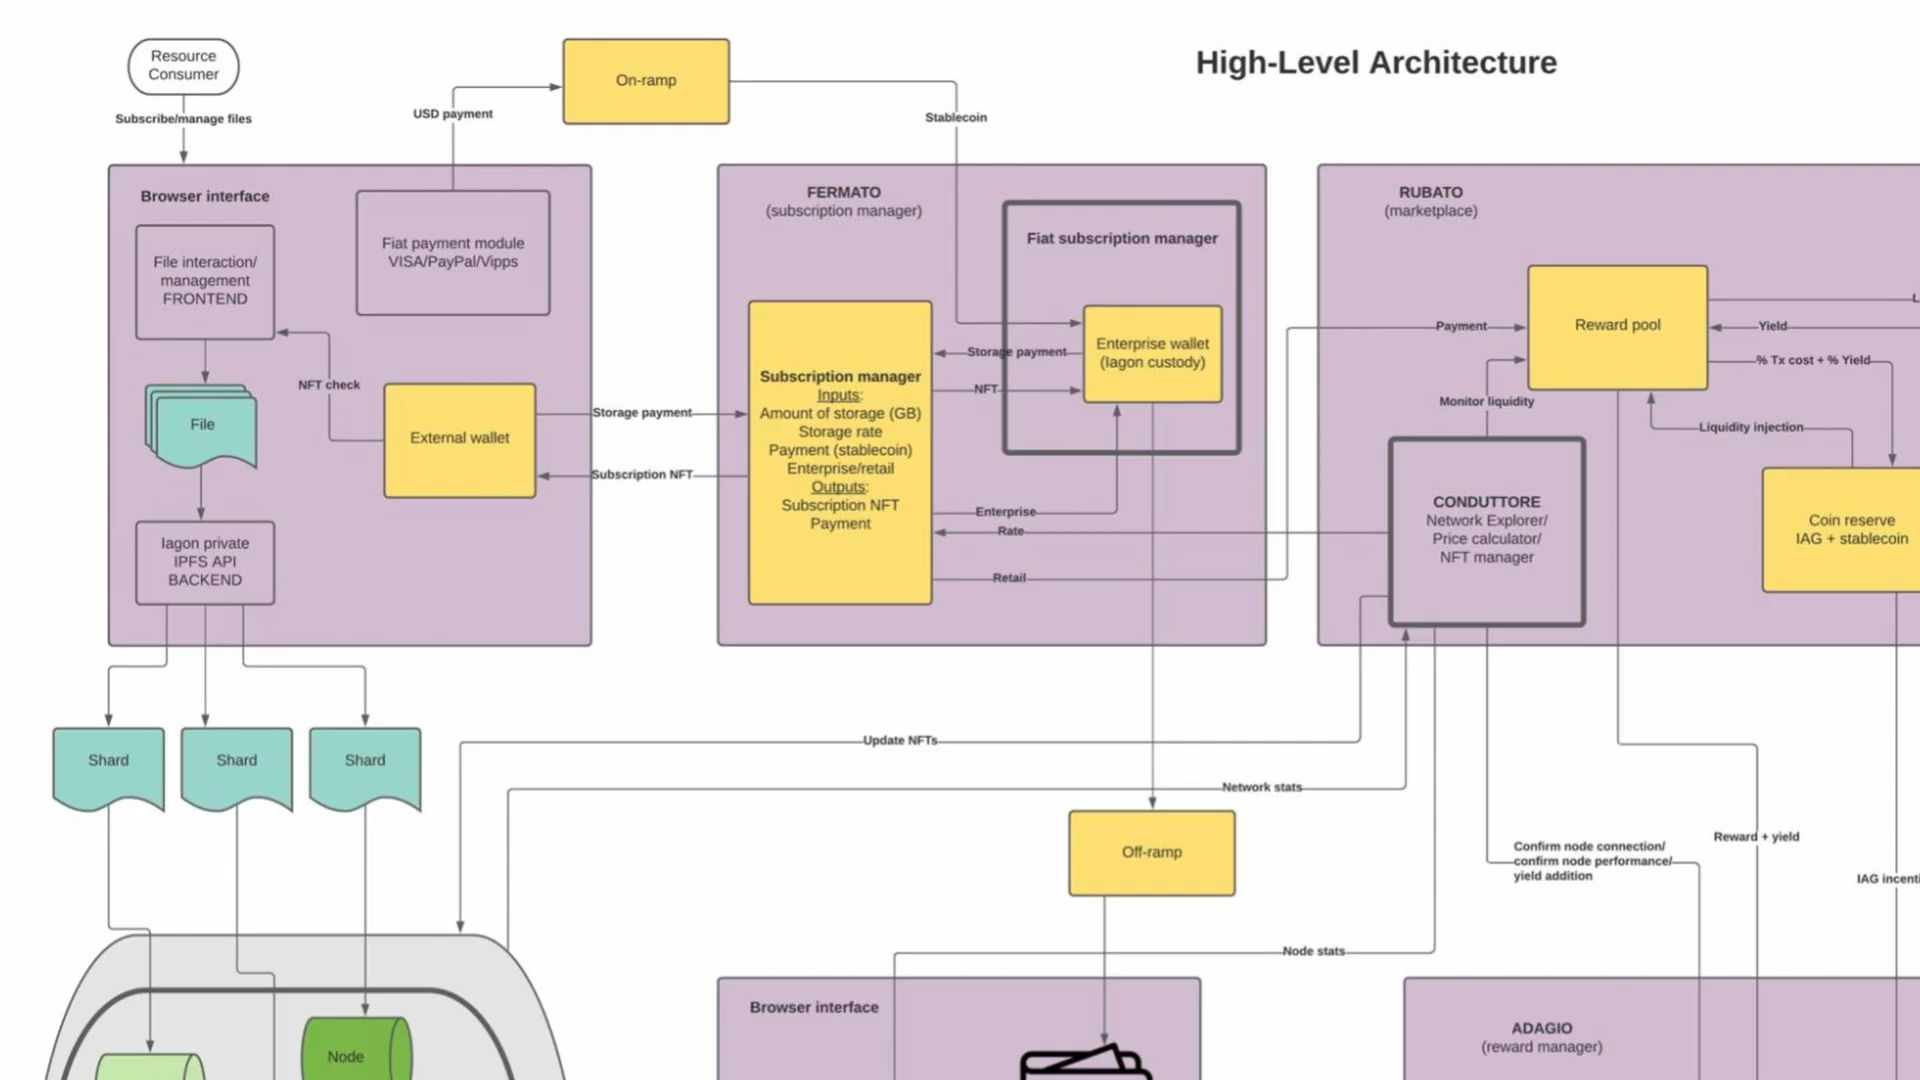 High-Level Architecture
Resource
Consumer
Subscribe/manage files
USD payment
On-ramp
Stablecoin
Browser interface
File interaction/
management
FRONTEND
Fiat payment module
VISA/PayPal/Vipps
NFT check
File
External wallet
Iagon private
IPFS API
BACKEND
Storage payment
Subscription NFT
FERMATO
(subscription manager)
Fiat subscription manager
Enterprise wallet
(Iagon custody)
Storage payment
NFT
Subscription manager
Inputs:
Amount of storage (GB)
Storage rate
Payment (stablecoin)
Enterprise/retail
Outputs:
Subscription NFT
Payment
Enterprise
Rate
Retail
RUBATO
(marketplace)
Payment
Reward pool
Yield
% Tx cost + % Yield
Monitor liquidity
Liquidity injection
CONDUTTORE
Network Explorer/
Price calculator/
NFT manager
Coin reserve
IAG + stablecoin
Shard
Shard
Shard
Update NFTs
Network stats
Off-ramp
Confirm node connection/
confirm node performance/
yield addition
Reward + yield
IAG incenti
Node stats
Browser interface
ADAGIO
(reward manager)
Node